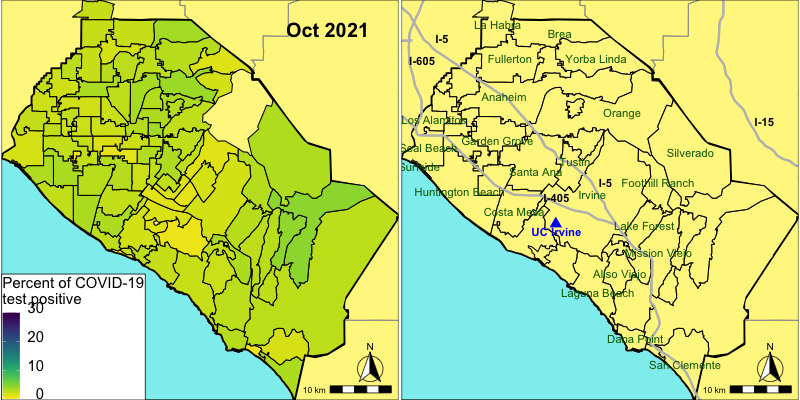 Oct 2021
Percent of COVID-19
test positive
30
20
10
0
N
10 km
La Habra
Brea
I-5
I-605
Fullerton
Yorba Linda
Anaheim
Orange
Los Alamitos
I-15
Garden Grove
Seal Beach
Silverado
Tustin
Sunside
Santa Ana
I-5
Foothill Ranch
Huntington Beach
Irvine
I-405
Costa Mesa
UC Irvine
Lake Forest
Mission Viejo
Aliso Viejo
Laguna Beach
Dana Point
San Clemente
N
10 km